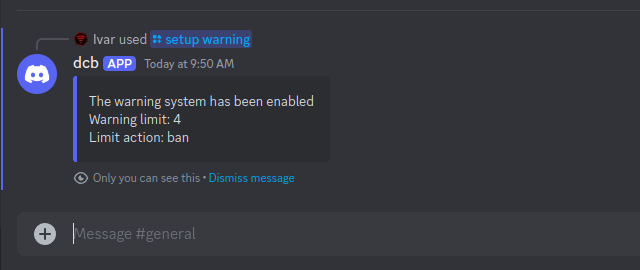 Ivar used setup warning
dcb APP Today at 9:50 AM
The warning system has been enabled
Warning limit: 4
Limit action: ban
Only you can see this • Dismiss message
Message #general